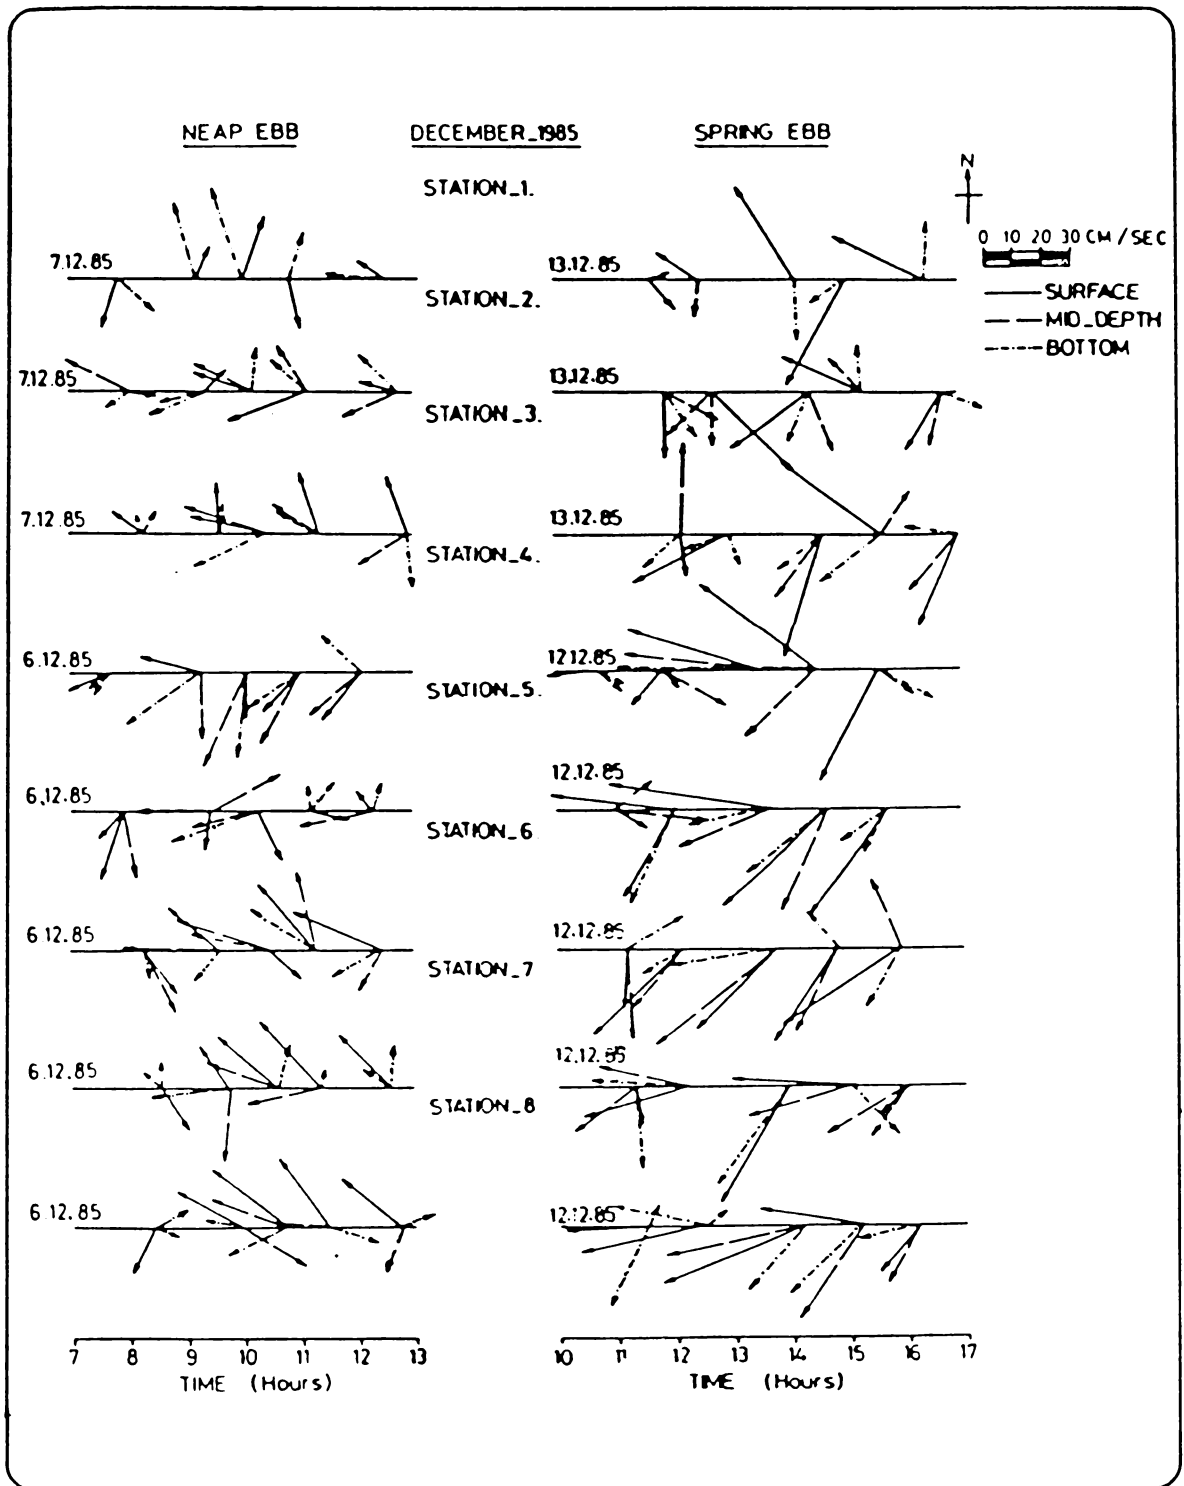 NEAP EBB DECEMBER_1985 SPRING EBB
STATION_1.
N
0 10 20 30 CM/SEC
7.12.85 13.12.85
SURFACE
STATION_2.
MID_DEPTH
BOTTOM
7.12.85 13.12.85
STATION_3.
7.12.85 13.12.85
STATION_4.
6.12.85 12.12.85
STATION_5.
6.12.85 12.12.85
STATION_6
6.12.85 12.12.85
STATION_7
6.12.85 12.12.85
STATION_8
6.12.85 12.12.85
7 8 9 10 11 12 13 10 11 12 13 14 15 16 17
TIME (Hours) TIME (Hours)